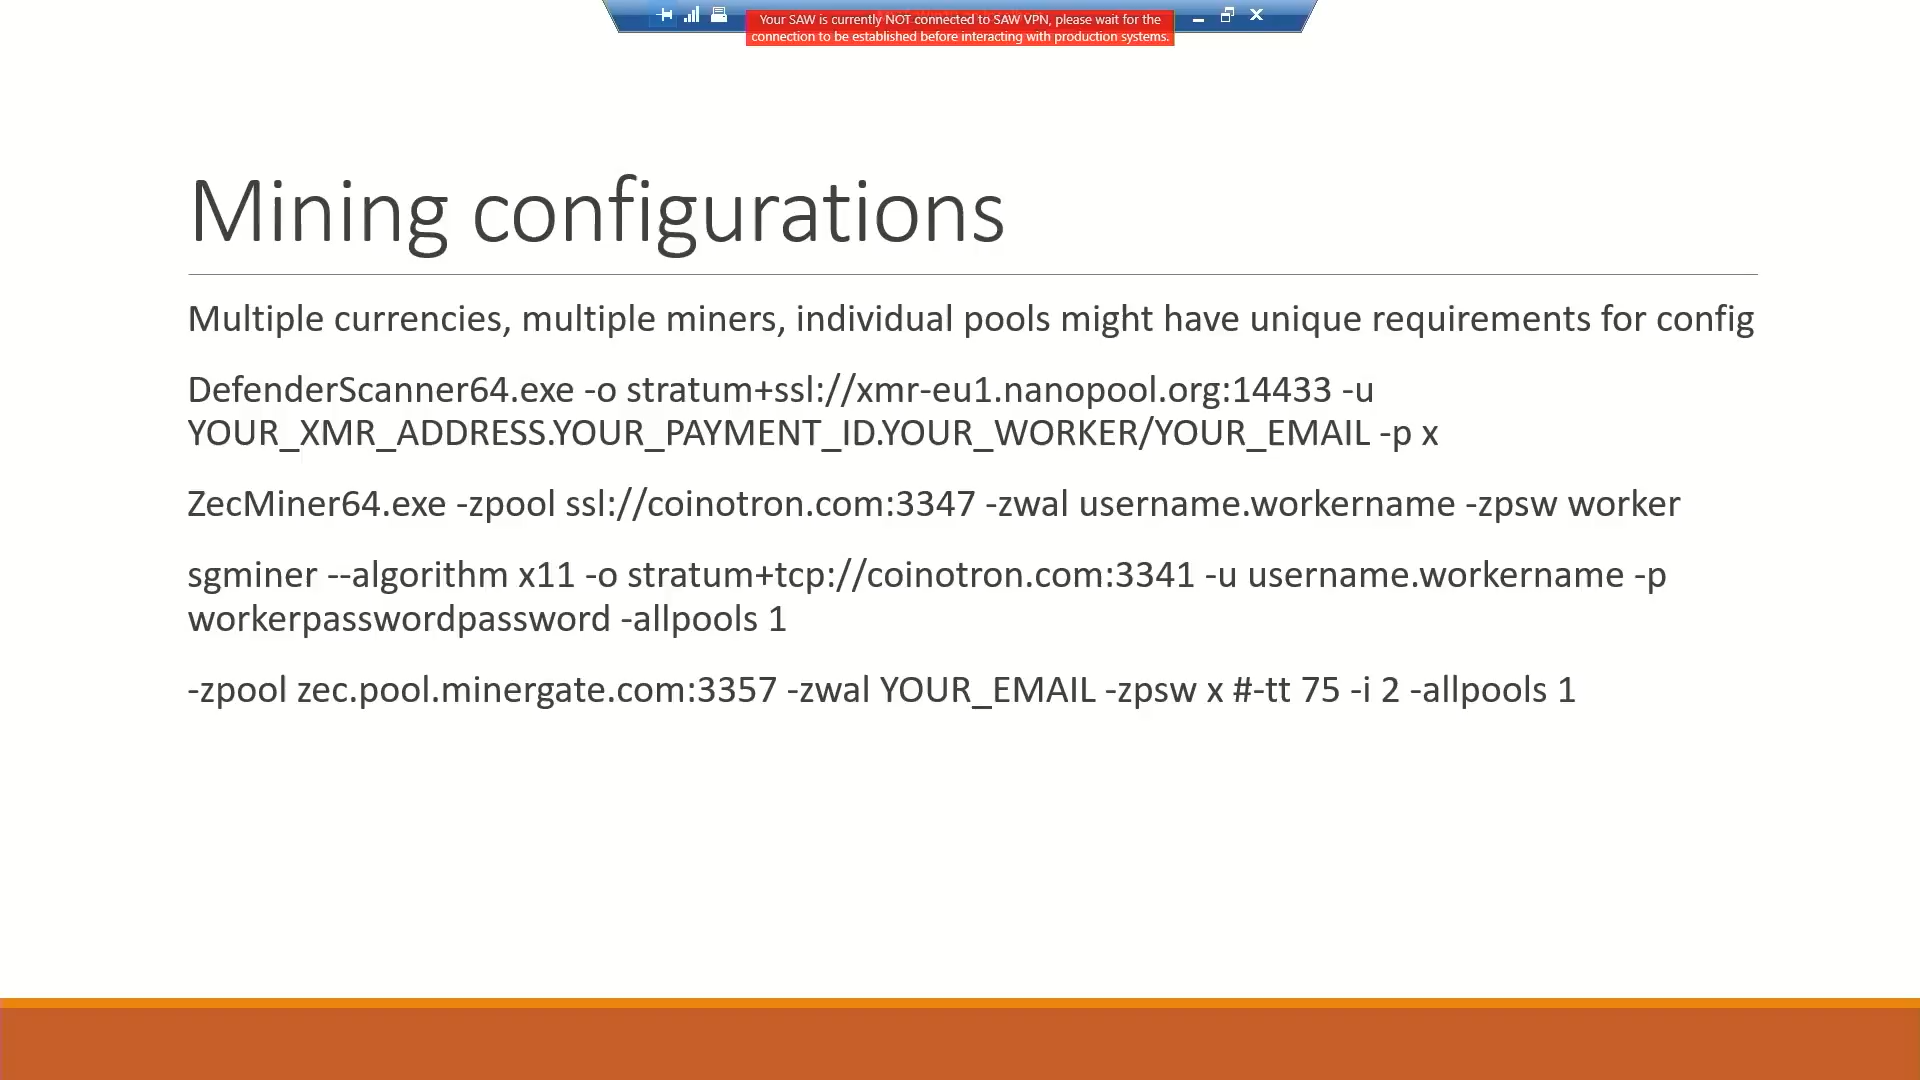 Your SAW is currently NOT connected to SAW VPN, please wait for the
connection to be established before interacting with production systems.
Mining configurations
Multiple currencies, multiple miners, individual pools might have unique requirements for config
DefenderScanner64.exe -o stratum+ssl://xmr-eu1.nanopool.org:14433 -u
YOUR_XMR_ADDRESS.YOUR_PAYMENT_ID.YOUR_WORKER/YOUR_EMAIL -p x
ZecMiner64.exe -zpool ssl://coinotron.com:3347 -zwal username.workername -zpsw worker
sgminer --algorithm x11 -o stratum+tcp://coinotron.com:3341 -u username.workername -p
workerpasswordpassword -allpools 1
-zpool zec.pool.minergate.com:3357 -zwal YOUR_EMAIL -zpsw x #-tt 75 -i 2 -allpools 1